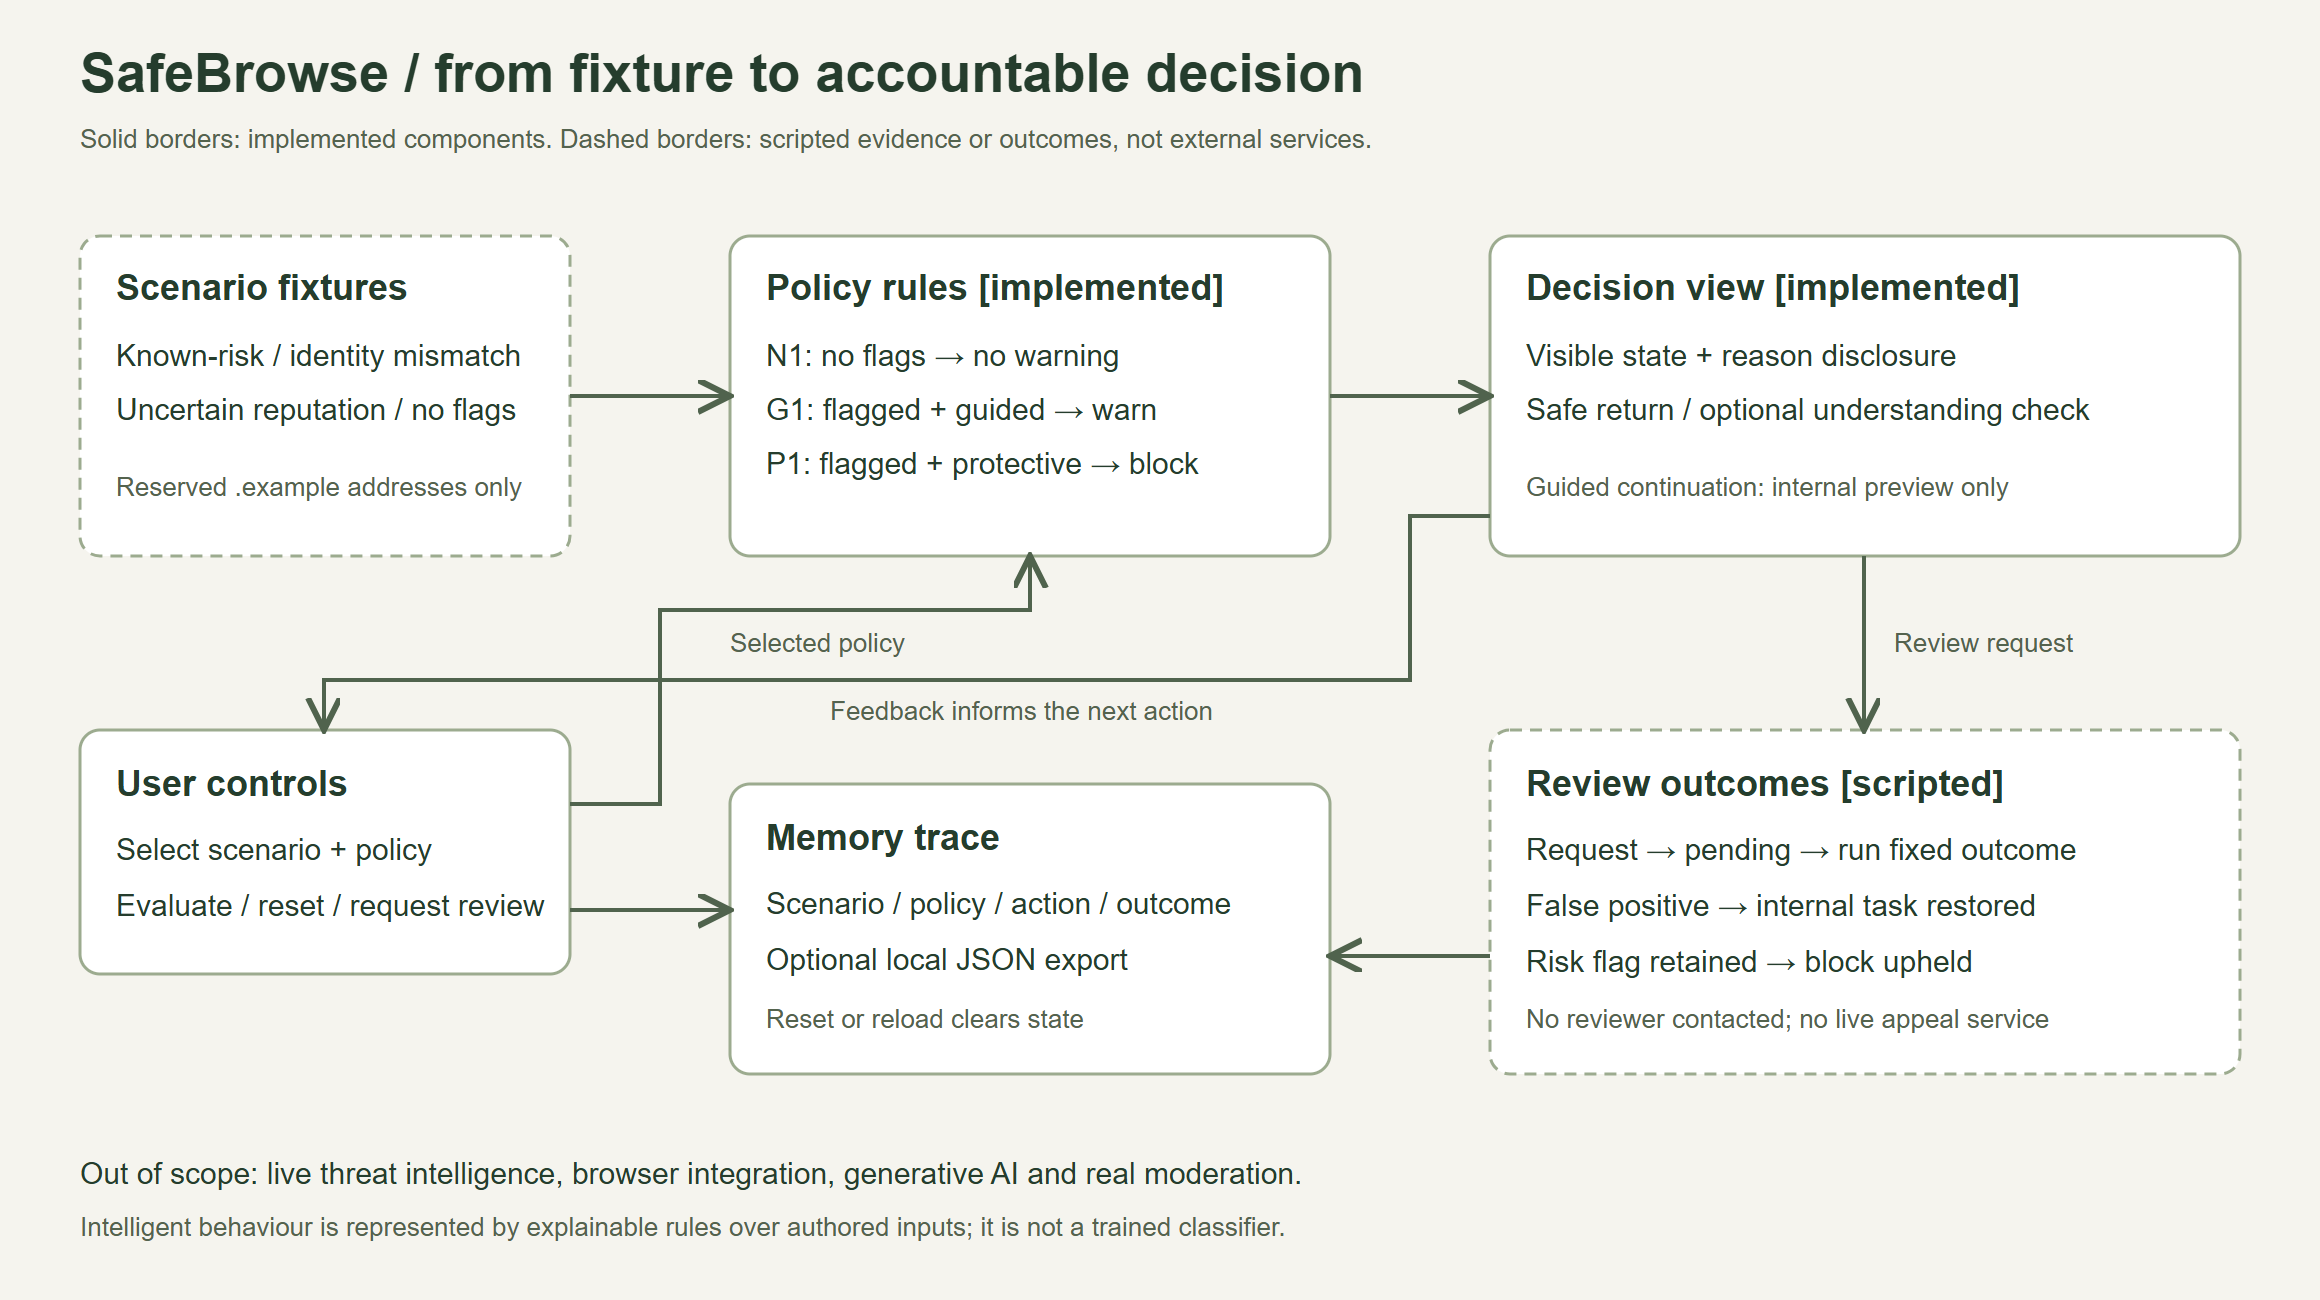 SafeBrowse / from fixture to accountable decision
Solid borders: implemented components. Dashed borders: scripted evidence or outcomes, not external services.
Scenario fixtures
Known-risk / identity mismatch
Uncertain reputation / no flags
Reserved .example addresses only
Policy rules [implemented]
N1: no flags → no warning
G1: flagged + guided → warn
P1: flagged + protective → block
Decision view [implemented]
Visible state + reason disclosure
Safe return / optional understanding check
Guided continuation: internal preview only
Selected policy
Review request
Feedback informs the next action
User controls
Select scenario + policy
Evaluate / reset / request review
Memory trace
Scenario / policy / action / outcome
Optional local JSON export
Reset or reload clears state
Review outcomes [scripted]
Request → pending → run fixed outcome
False positive → internal task restored
Risk flag retained → block upheld
No reviewer contacted; no live appeal service
Out of scope: live threat intelligence, browser integration, generative AI and real moderation.
Intelligent behaviour is represented by explainable rules over authored inputs; it is not a trained classifier.